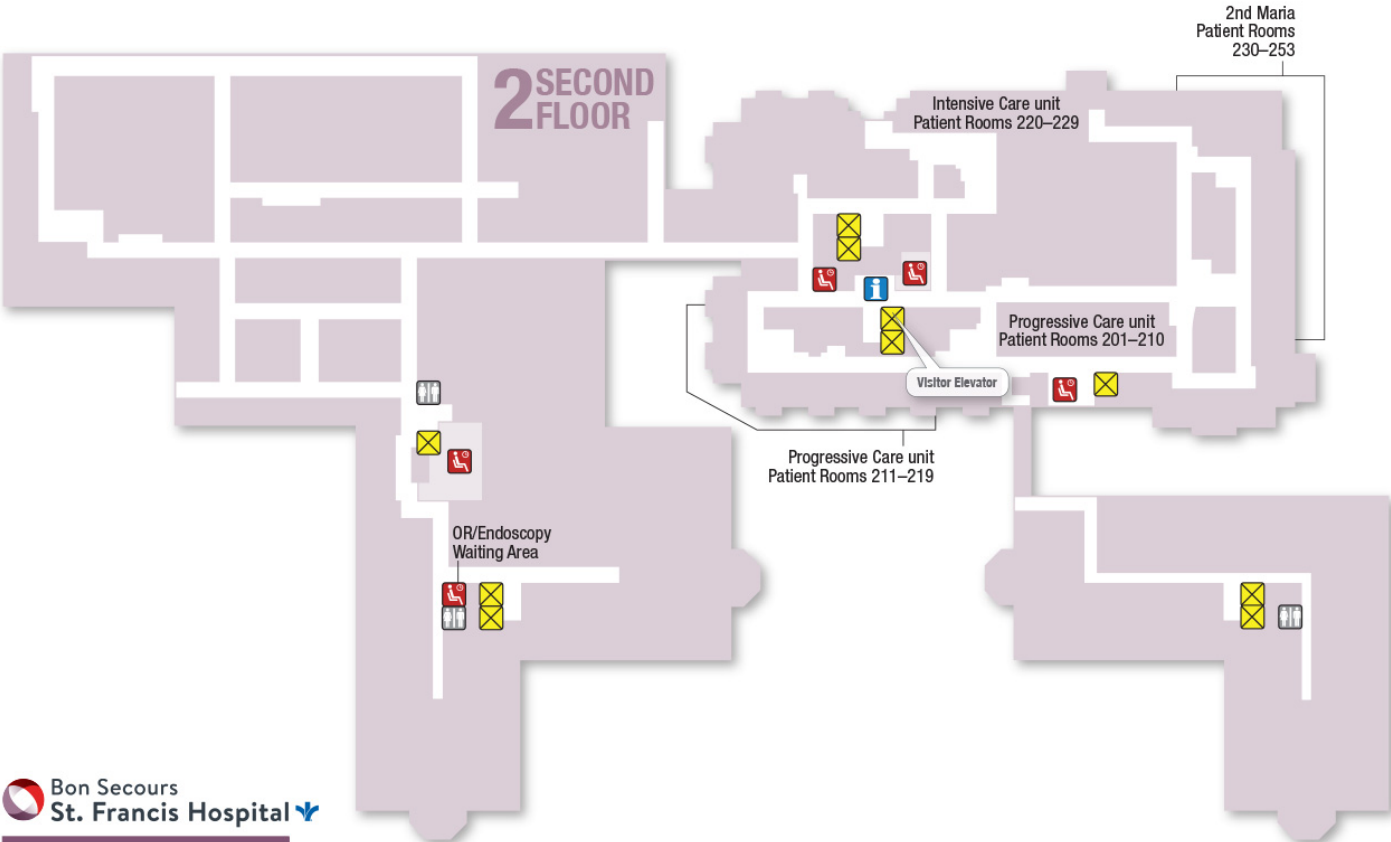 2nd Maria
Patient Rooms
230–253
2 SECOND
FLOOR
Intensive Care unit
Patient Rooms 220–229
Progressive Care unit
Patient Rooms 201–210
Visitor Elevator
Progressive Care unit
Patient Rooms 211–219
OR/Endoscopy
Waiting Area
Bon Secours
St. Francis Hospital